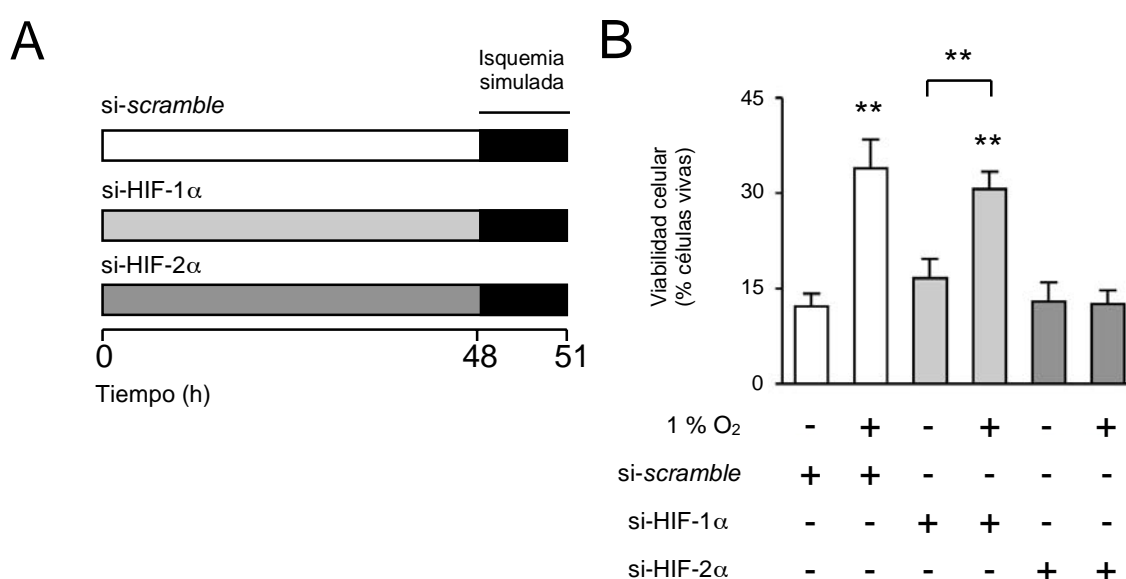 A
Isquemia
simulada
si-scramble
si-HIF-1α
si-HIF-2α
0 48 51
Tiempo (h)
B
**
45
**
**
30
15
0
Viabilidad celular
(% células vivas)
1 % O₂ - + - + - +
si-scramble + + - - - -
si-HIF-1α - - + + - -
si-HIF-2α - - - - + +